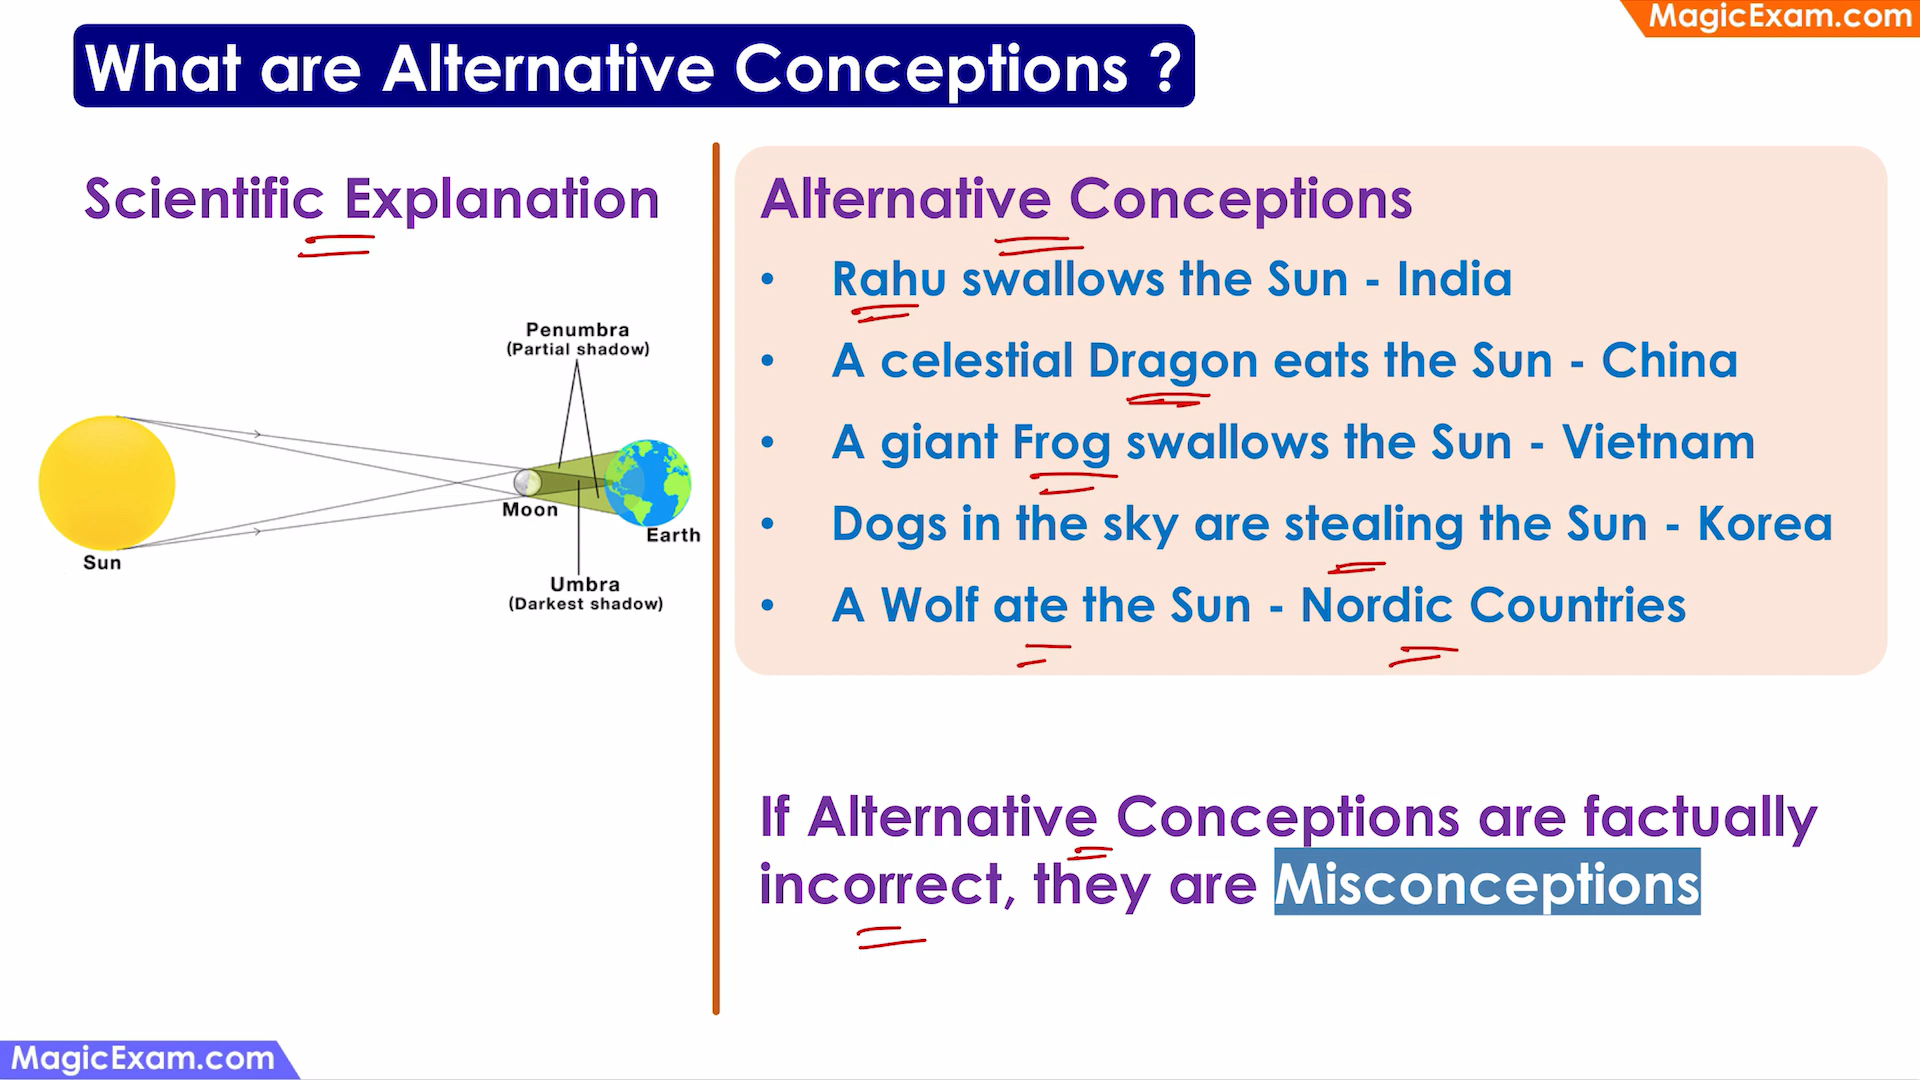 MagicExam.com
What are Alternative Conceptions ?
Scientific Explanation
Penumbra
(Partial shadow)
Moon
Earth
Sun
Umbra
(Darkest shadow)
Alternative Conceptions
• Rahu swallows the Sun - India
• A celestial Dragon eats the Sun - China
• A giant Frog swallows the Sun - Vietnam
• Dogs in the sky are stealing the Sun - Korea
• A Wolf ate the Sun - Nordic Countries
If Alternative Conceptions are factually
incorrect, they are Misconceptions
MagicExam.com